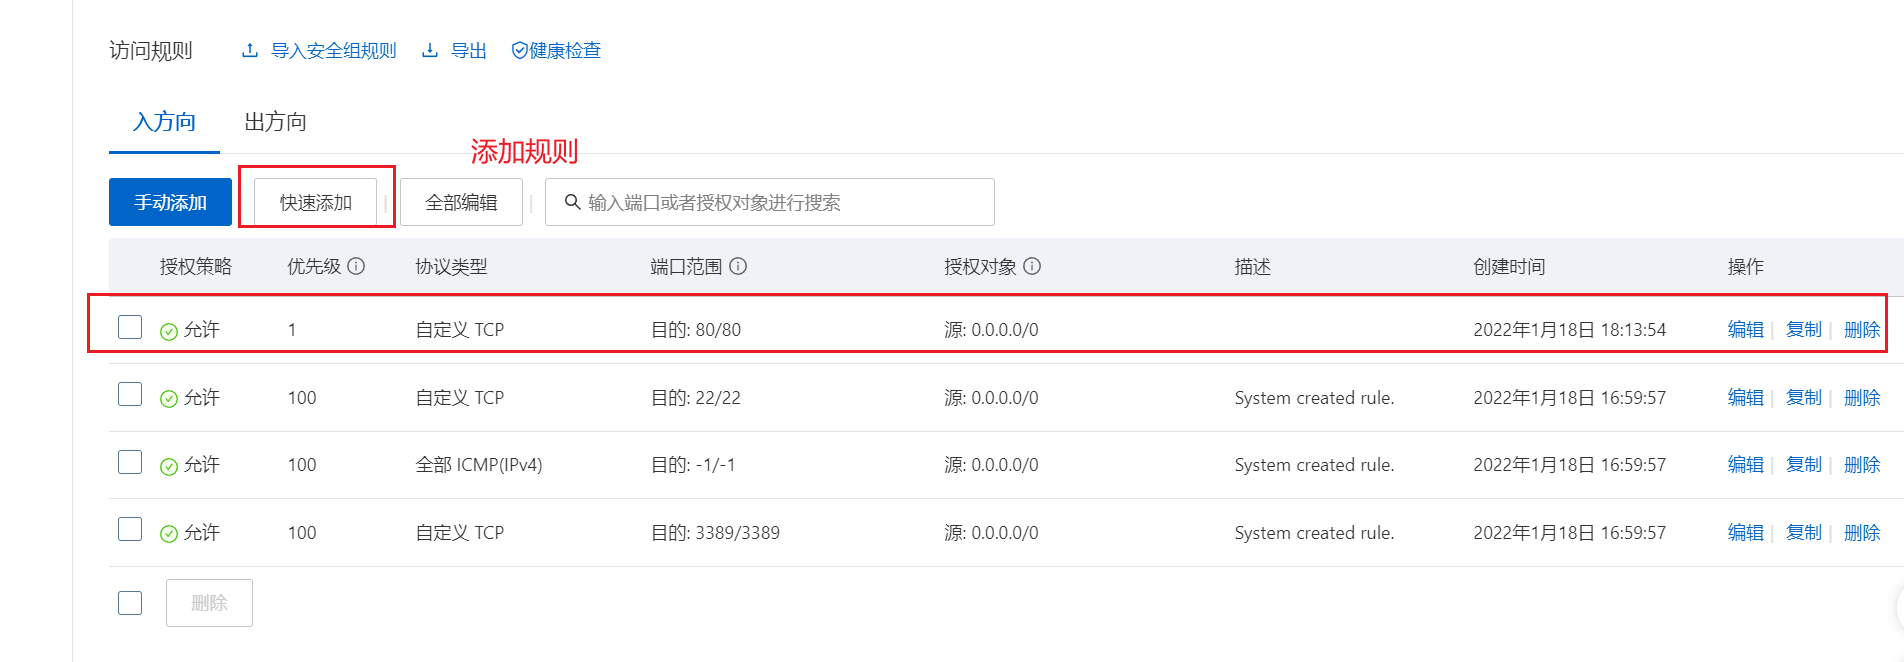 访问规则 导入安全组规则 导出 健康检查
入方向 出方向
添加规则
手动添加 快速添加 全部编辑 输入端口或者授权对象进行搜索
授权策略 优先级 协议类型 端口范围 授权对象 描述 创建时间 操作
允许 1 自定义 TCP 目的: 80/80 源: 0.0.0.0/0 2022年1月18日 18:13:54 编辑 复制 删除
允许 100 自定义 TCP 目的: 22/22 源: 0.0.0.0/0 System created rule. 2022年1月18日 16:59:57 编辑 复制 删除
允许 100 全部 ICMP(IPv4) 目的: -1/-1 源: 0.0.0.0/0 System created rule. 2022年1月18日 16:59:57 编辑 复制 删除
允许 100 自定义 TCP 目的: 3389/3389 源: 0.0.0.0/0 System created rule. 2022年1月18日 16:59:57 编辑 复制 删除
删除